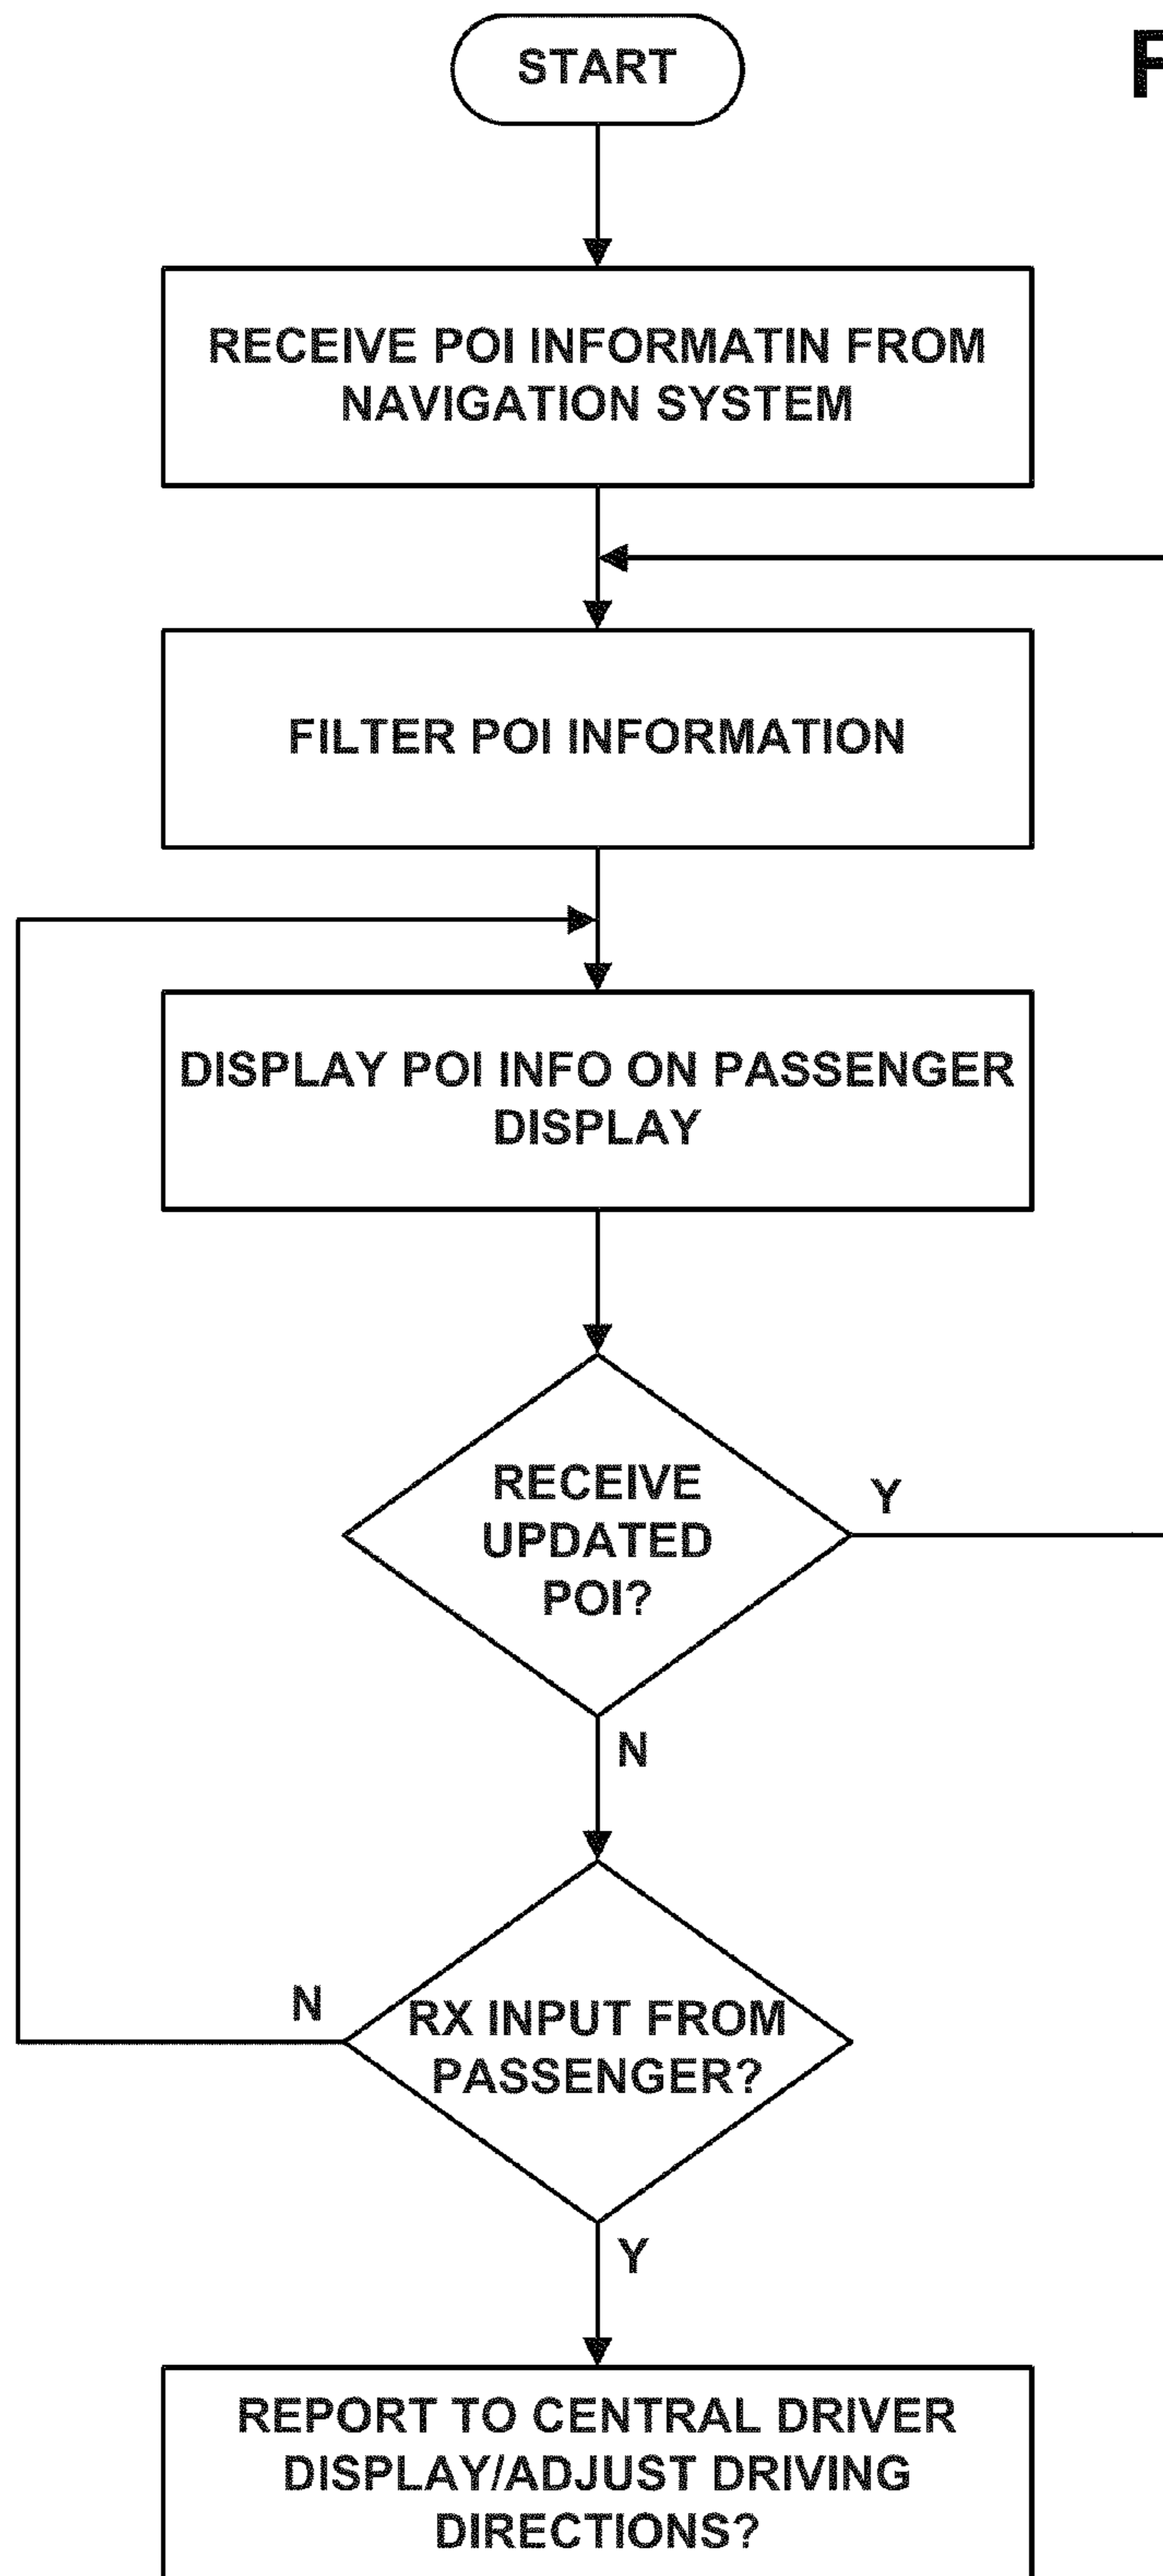 START
RECEIVE POI INFORMATIN FROM
NAVIGATION SYSTEM
FILTER POI INFORMATION
DISPLAY POI INFO ON PASSENGER
DISPLAY
RECEIVE
UPDATED
POI?
Y
N
RX INPUT FROM
PASSENGER?
N
Y
REPORT TO CENTRAL DRIVER
DISPLAY/ADJUST DRIVING
DIRECTIONS?